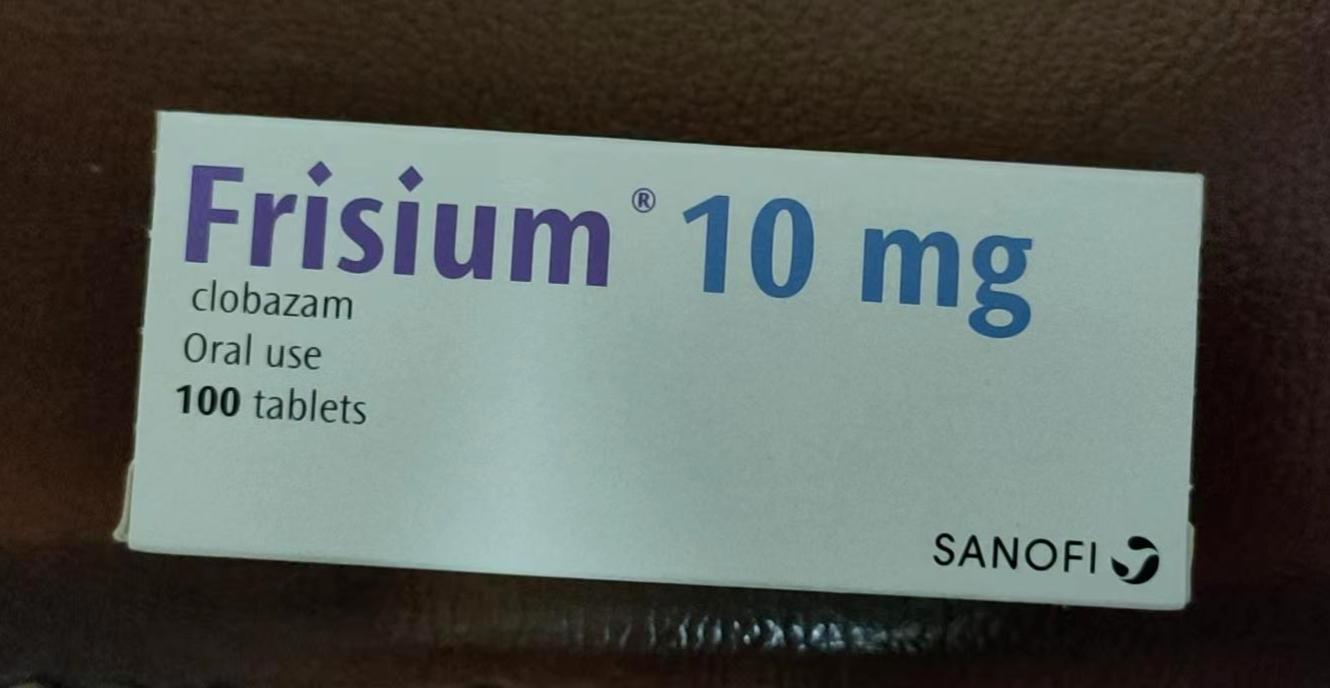 Frisium® 10 mg
clobazam
Oral use
100 tablets
SANOFI